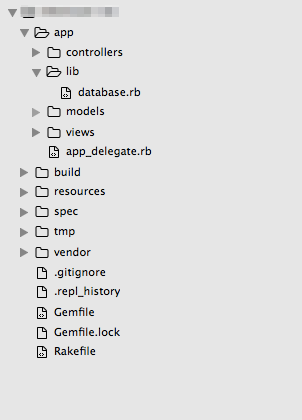 app
controllers
lib
database.rb
models
views
app_delegate.rb
build
resources
spec
tmp
vendor
.gitignore
.repl_history
Gemfile
Gemfile.lock
Rakefile